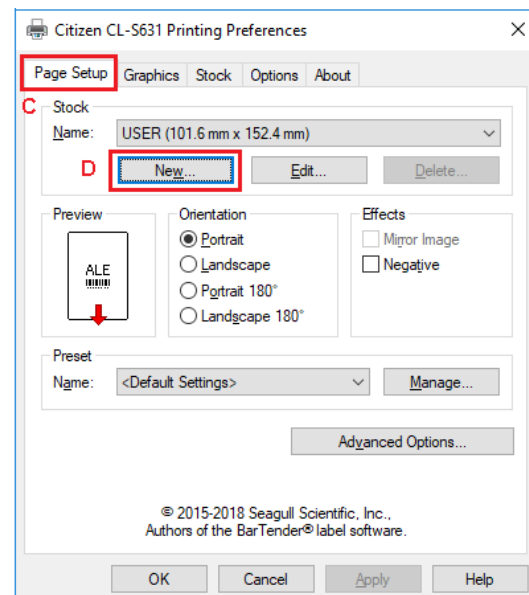 Citizen CL-S631 Printing Preferences
Page Setup Graphics Stock Options About
C Stock
Name: USER (101.6 mm x 152.4 mm)
D New... Edit... Delete...
Preview Orientation Effects
Portrait Mirror Image
Landscape Negative
ALE
Portrait 180°
Landscape 180°
Preset
Name: <Default Settings> Manage...
Advanced Options...
© 2015-2018 Seagull Scientific, Inc.,
Authors of the BarTender® label software.
OK Cancel Apply Help